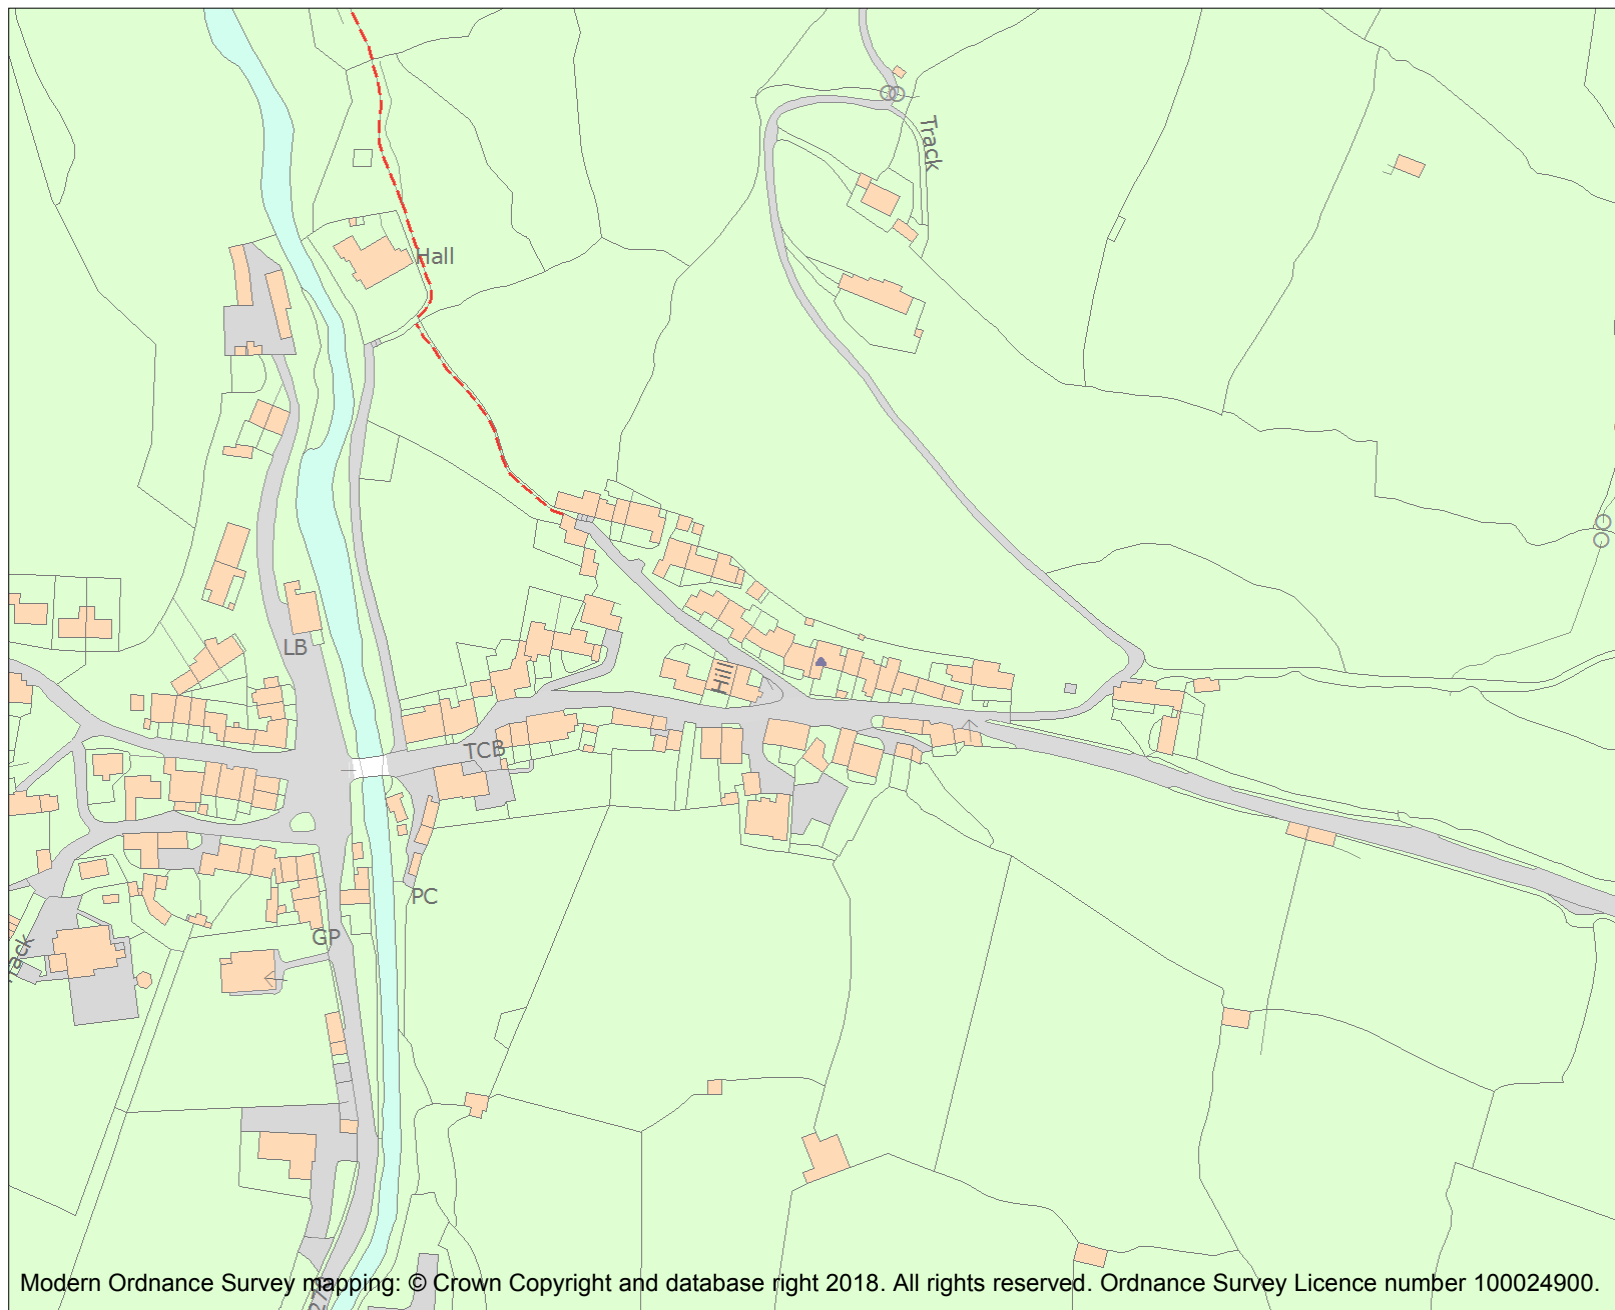 Track
Hall
LB
Hill
TCB
PC
GP
Modern Ordnance Survey mapping: © Crown Copyright and database right 2018. All rights reserved. Ordnance Survey Licence number 100024900.